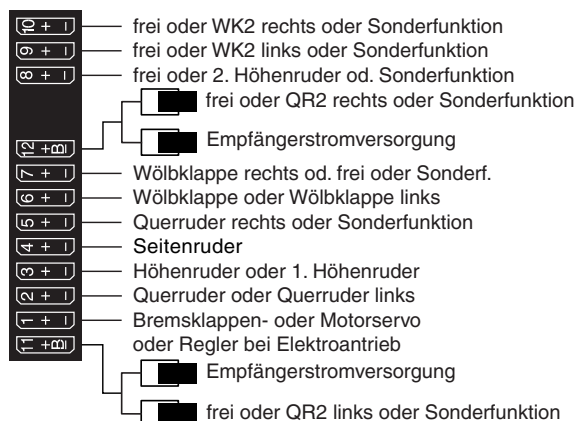 10 + – frei oder WK2 rechts oder Sonderfunktion
9 + – frei oder WK2 links oder Sonderfunktion
8 + – frei oder 2. Höhenruder od. Sonderfunktion
frei oder QR2 rechts oder Sonderfunktion
12 +B/– Empfängerstromversorgung
7 + – Wölbklappe rechts od. frei oder Sonderf.
6 + – Wölbklappe oder Wölbklappe links
5 + – Querruder rechts oder Sonderfunktion
4 + – Seitenruder
3 + – Höhenruder oder 1. Höhenruder
2 + – Querruder oder Querruder links
1 + – Bremsklappen- oder Motorservo
11 +B/– oder Regler bei Elektroantrieb
Empfängerstromversorgung
frei oder QR2 links oder Sonderfunktion